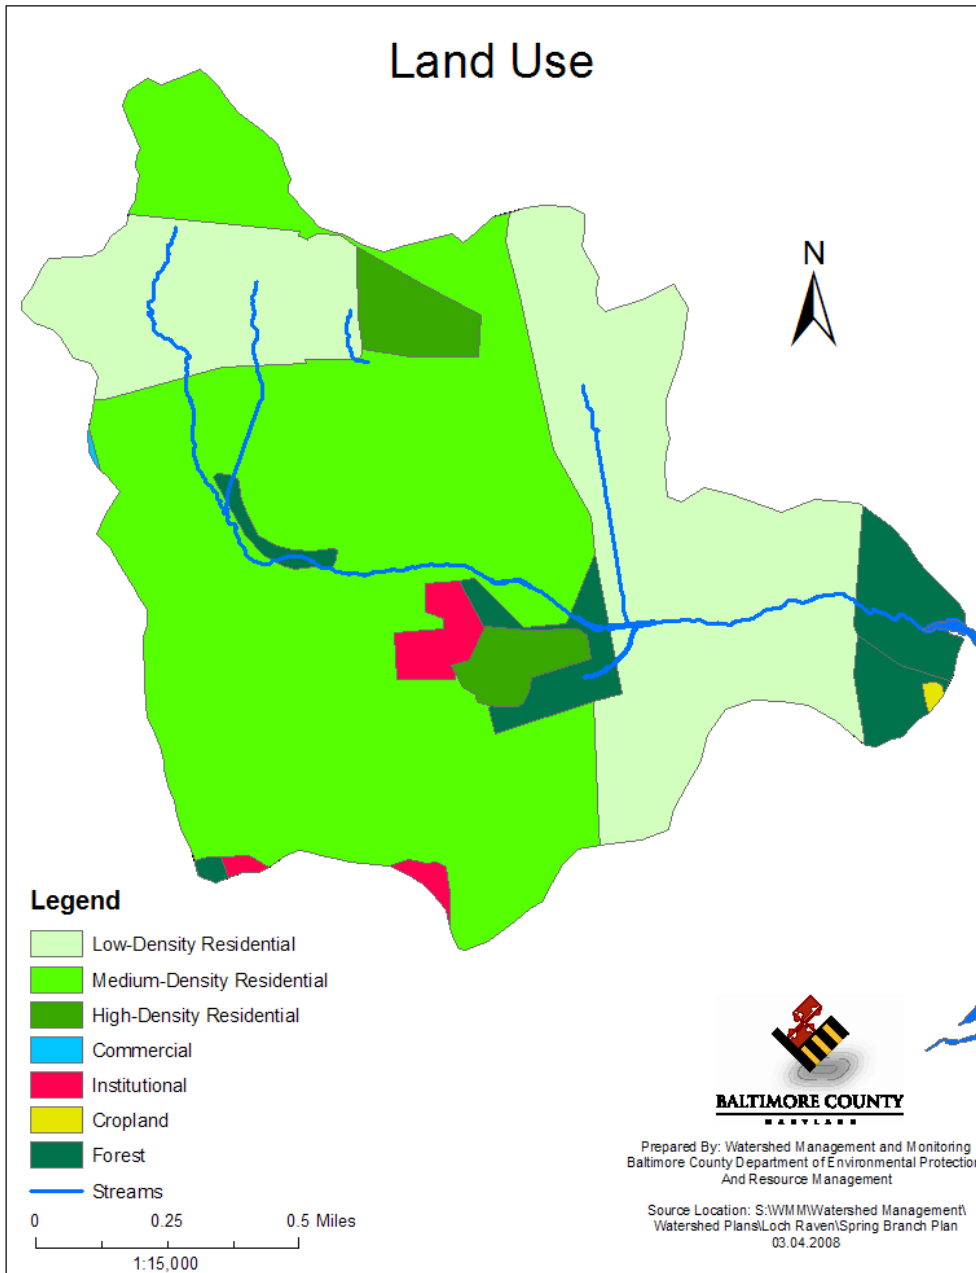 Land Use
N
Legend
Low-Density Residential
Medium-Density Residential
High-Density Residential
Commercial
Institutional
Cropland
Forest
Streams
0 0.25 0.5 Miles
1:15,000
BALTIMORE COUNTY
MARYLAND
Prepared By: Watershed Management and Monitoring
Baltimore County Department of Environmental Protection
And Resource Management
Source Location: S:\WMM\Watershed Management\
Watershed Plans\Loch Raven\Spring Branch Plan
03.04.2008